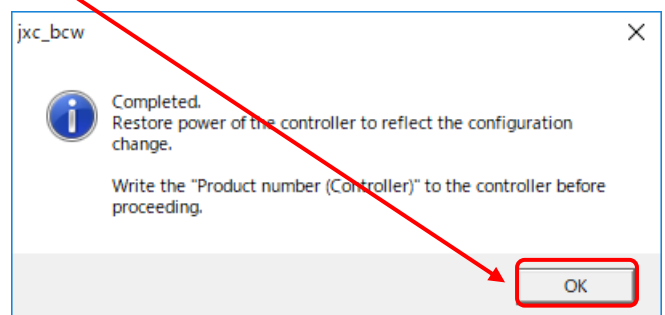 jxc_bcw
Completed.
Restore power of the controller to reflect the configuration
change.
Write the "Product number (Controller)" to the controller before
proceeding.
OK